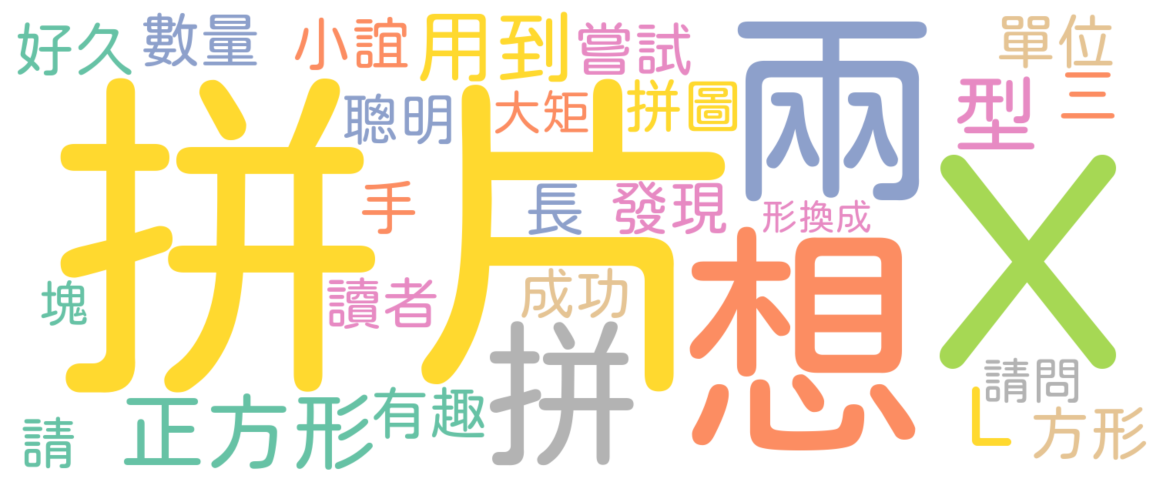 好久
數量
小誼
用到
嘗試
兩
單位
拼片
聰明
大矩
拼圖
型
三
X
手
長
發現
形換成
想
塊
讀者
成功
拼
請問
L
方形
請
正方形
有趣